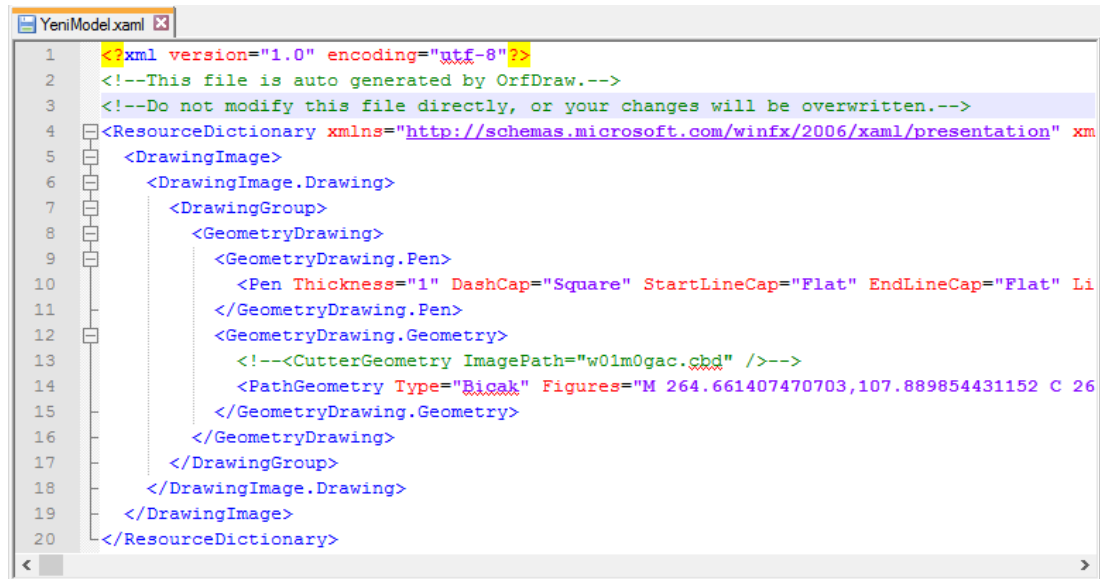 YeniModel.xaml
1 <?xml version="1.0" encoding="utf-8"?>
2 <!--This file is auto generated by OrfDraw.-->
3 <!--Do not modify this file directly, or your changes will be overwritten.-->
4 <ResourceDictionary xmlns="http://schemas.microsoft.com/winfx/2006/xaml/presentation" xm
5 <DrawingImage>
6 <DrawingImage.Drawing>
7 <DrawingGroup>
8 <GeometryDrawing>
9 <GeometryDrawing.Pen>
10 <Pen Thickness="1" DashCap="Square" StartLineCap="Flat" EndLineCap="Flat" Li
11 </GeometryDrawing.Pen>
12 <GeometryDrawing.Geometry>
13 <!--<CutterGeometry ImagePath="w01m0gac.cbd" />-->
14 <PathGeometry Type="Bicak" Figures="M 264.661407470703,107.889854431152 C 26
15 </GeometryDrawing.Geometry>
16 </GeometryDrawing>
17 </DrawingGroup>
18 </DrawingImage.Drawing>
19 </DrawingImage>
20 </ResourceDictionary>